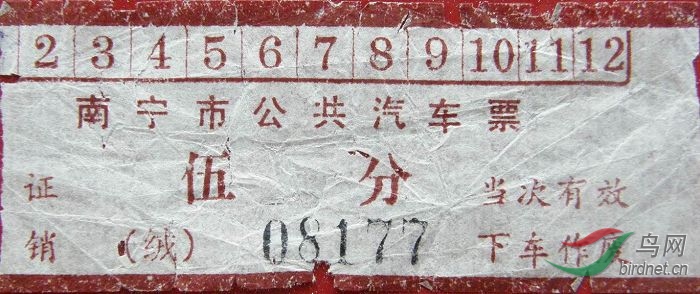 2 3 4 5 6 7 8 9 10 11 12
南宁市公共汽车票
证 伍 分 当次有效
销 (绒) 08177 下车作废
鸟网
birdnet.cn